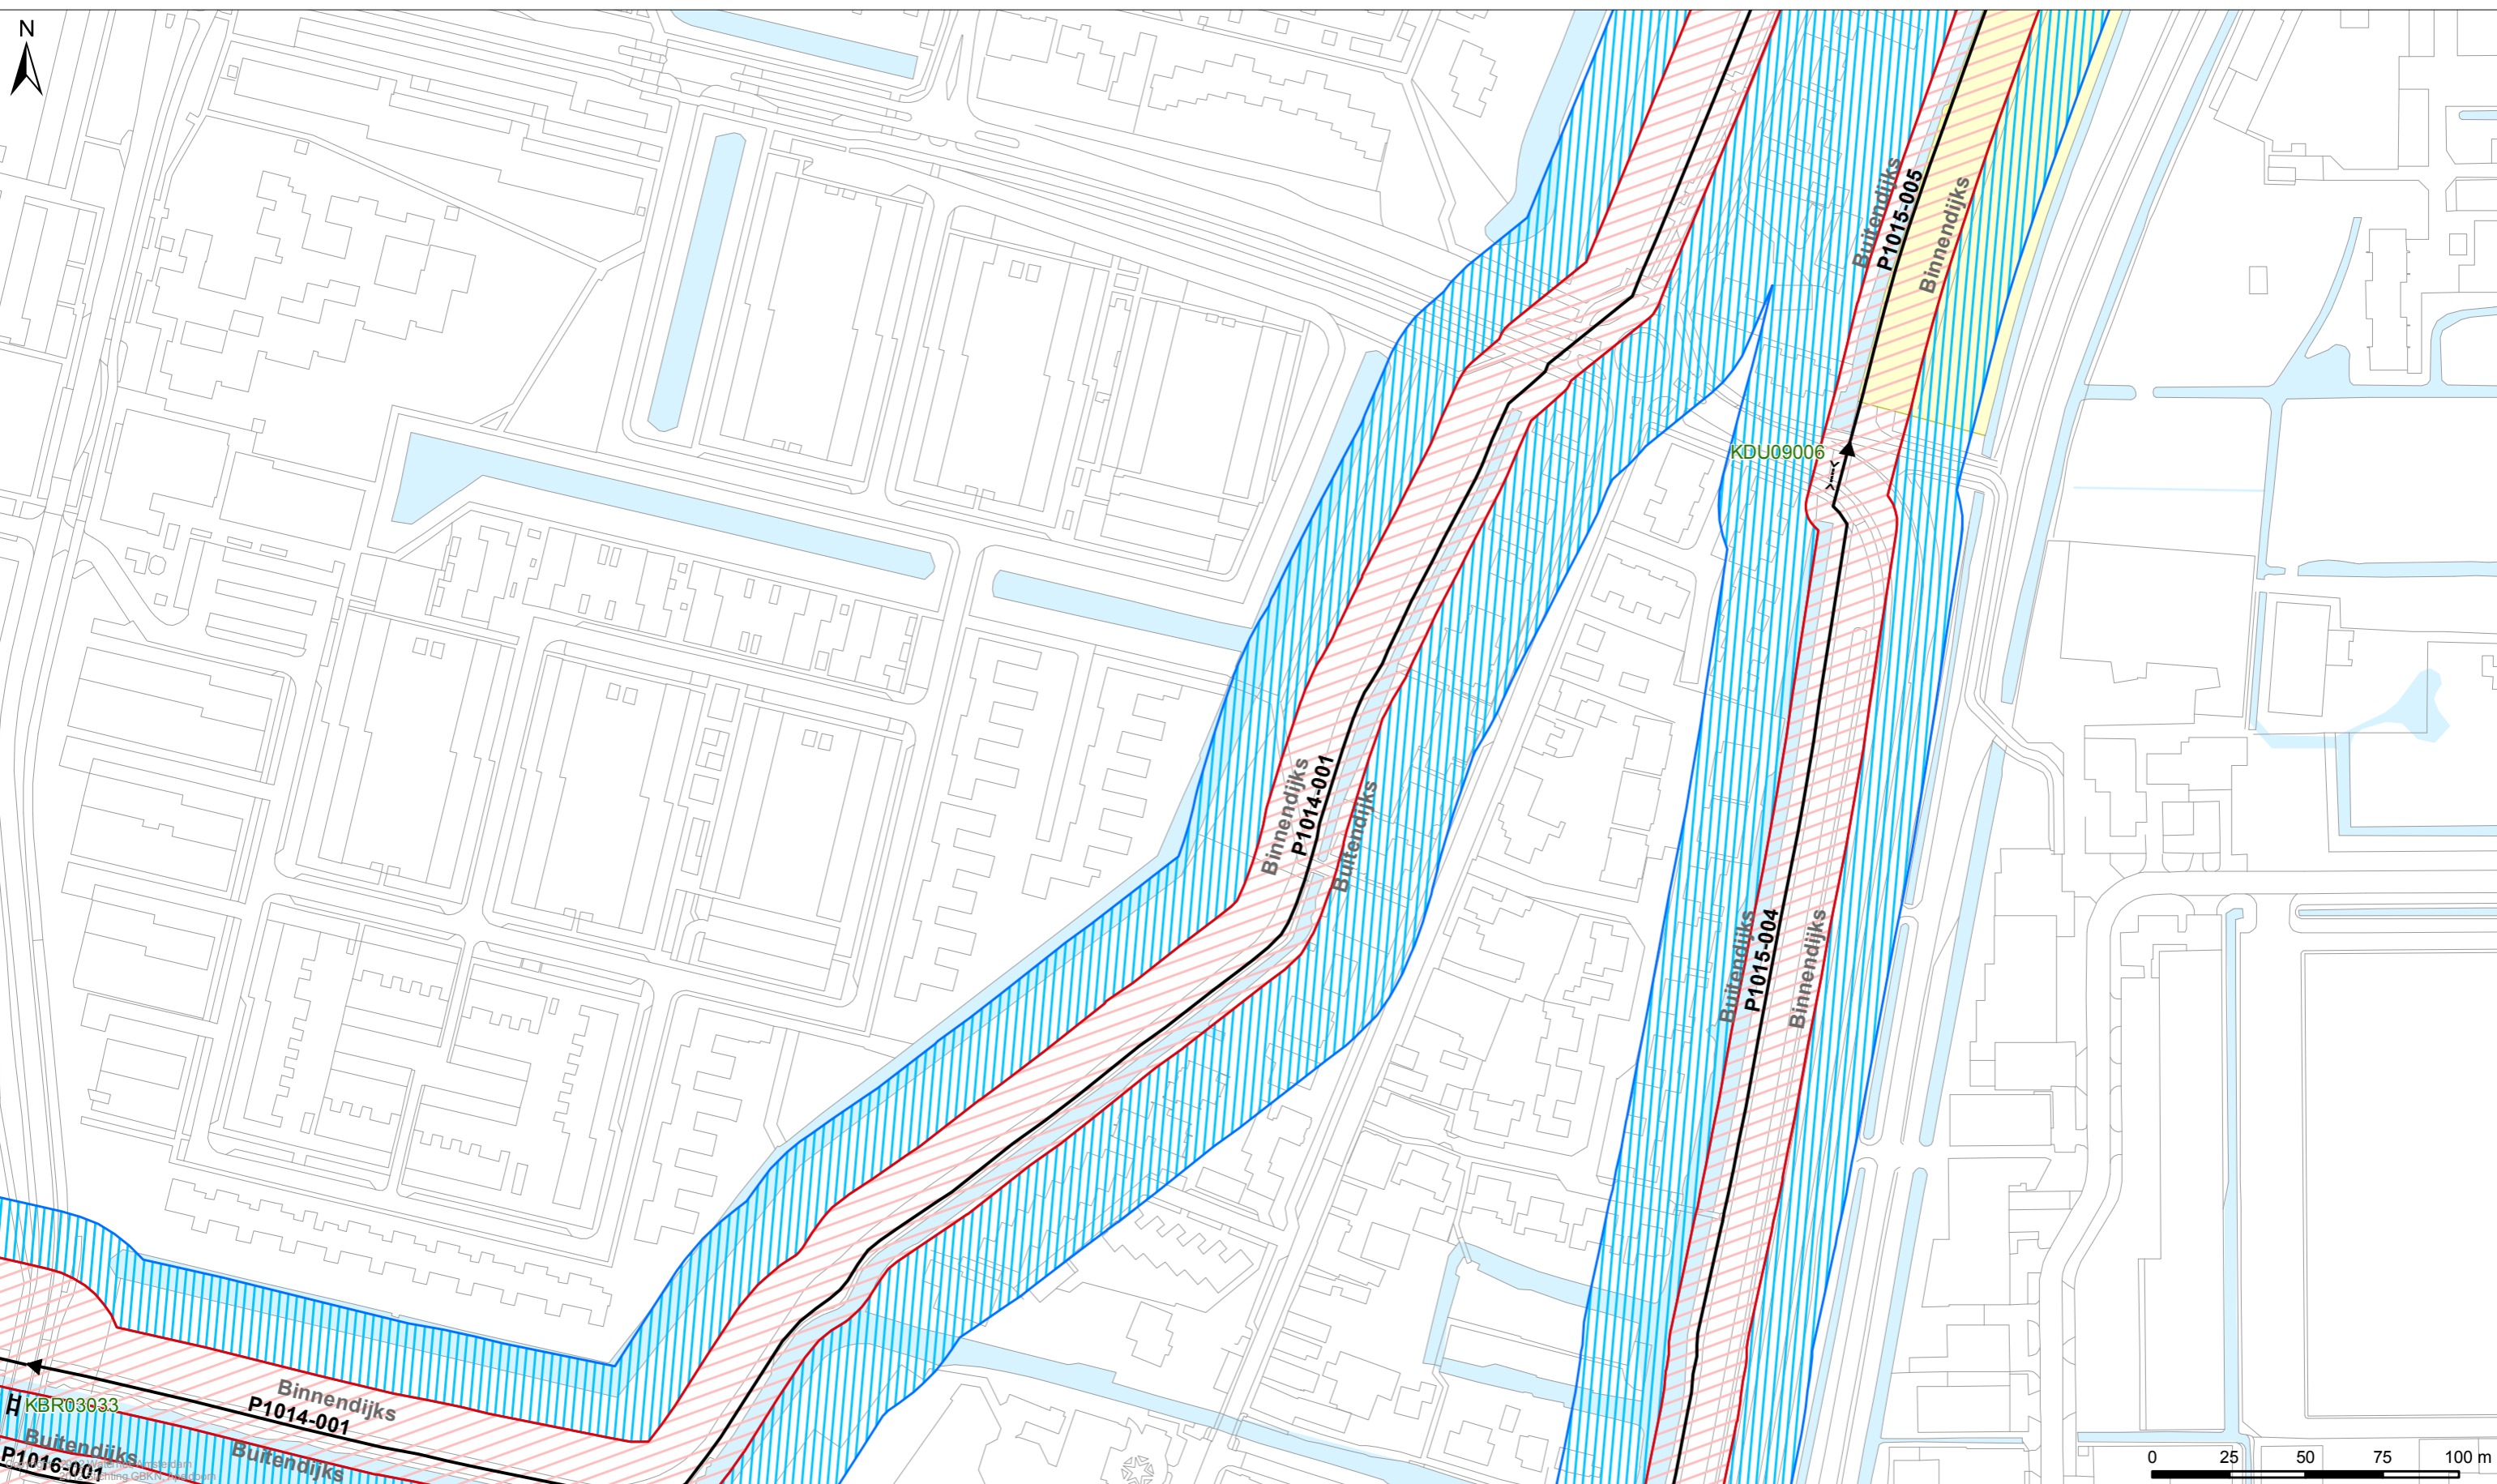 N
Buitendijks
P1015-005
Binnendijks
KDU09006
Binnendijks
P1014-001
Buitendijks
Buitendijks
P1015-004
Binnendijks
Binnendijks
P1014-001
KBR03033
Buitendijks
Buitendijks
P1016-001
0 25 50 75 100 m